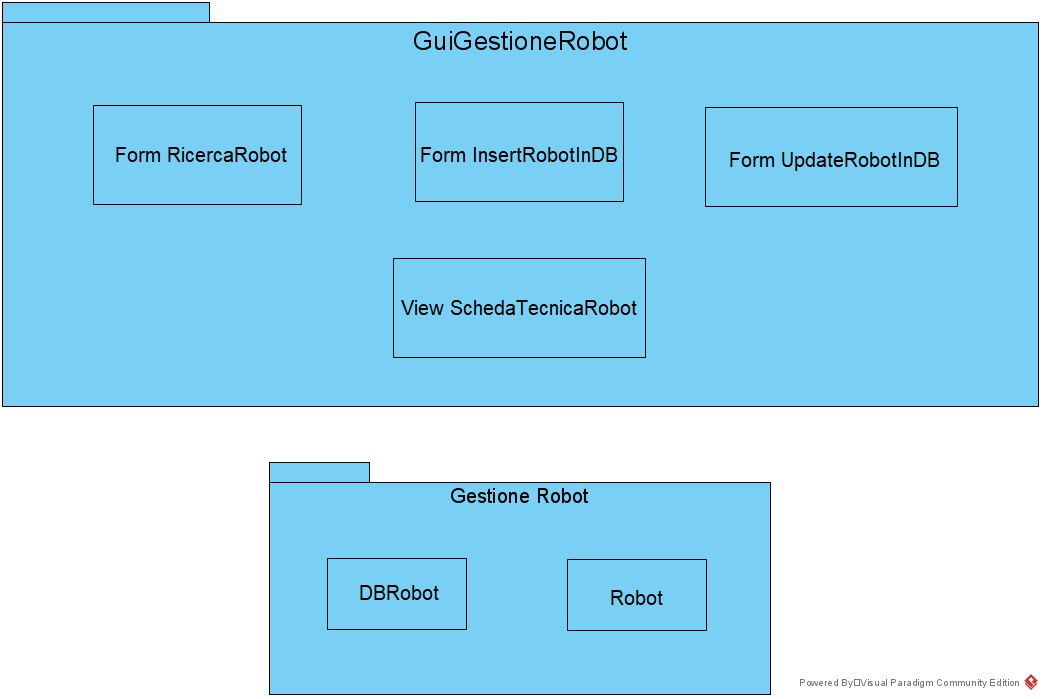 GuiGestioneRobot
Form RicercaRobot
Form InsertRobotInDB
Form UpdateRobotInDB
View SchedaTecnicaRobot
Gestione Robot
DBRobot
Robot
Powered By Visual Paradigm Community Edition